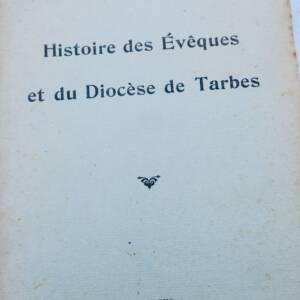 Histoire des Évêques
et du Diocèse de Tarbes